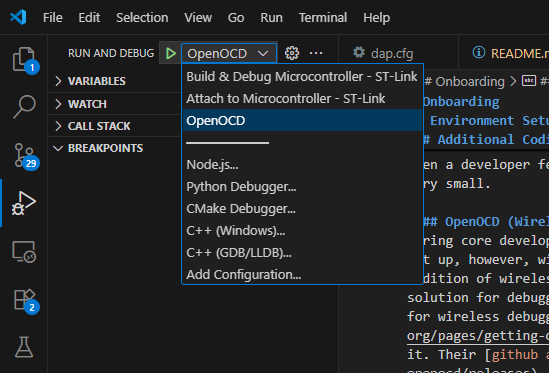 File Edit Selection View Go Run Terminal Help
RUN AND DEBUG OpenOCD
dap.cfg
README.m
# Onboarding
VARIABLES
WATCH
CALL STACK
BREAKPOINTS
1
29
2
Build & Debug Microcontroller - ST-Link
Attach to Microcontroller - ST-Link
OpenOCD
Node.js...
Python Debugger...
CMake Debugger...
C++ (Windows)...
C++ (GDB/LLDB)...
Add Configuration...
Onboarding
Environment Setu
# Additional Codin
en a developer fe
ry small.
## OpenOCD (Wirel
ring core develop
t up, however, wi
dition of wireles
solution for debugg
for wireless debugg
org/pages/getting-o
it. Their [github a
openocd/releases)